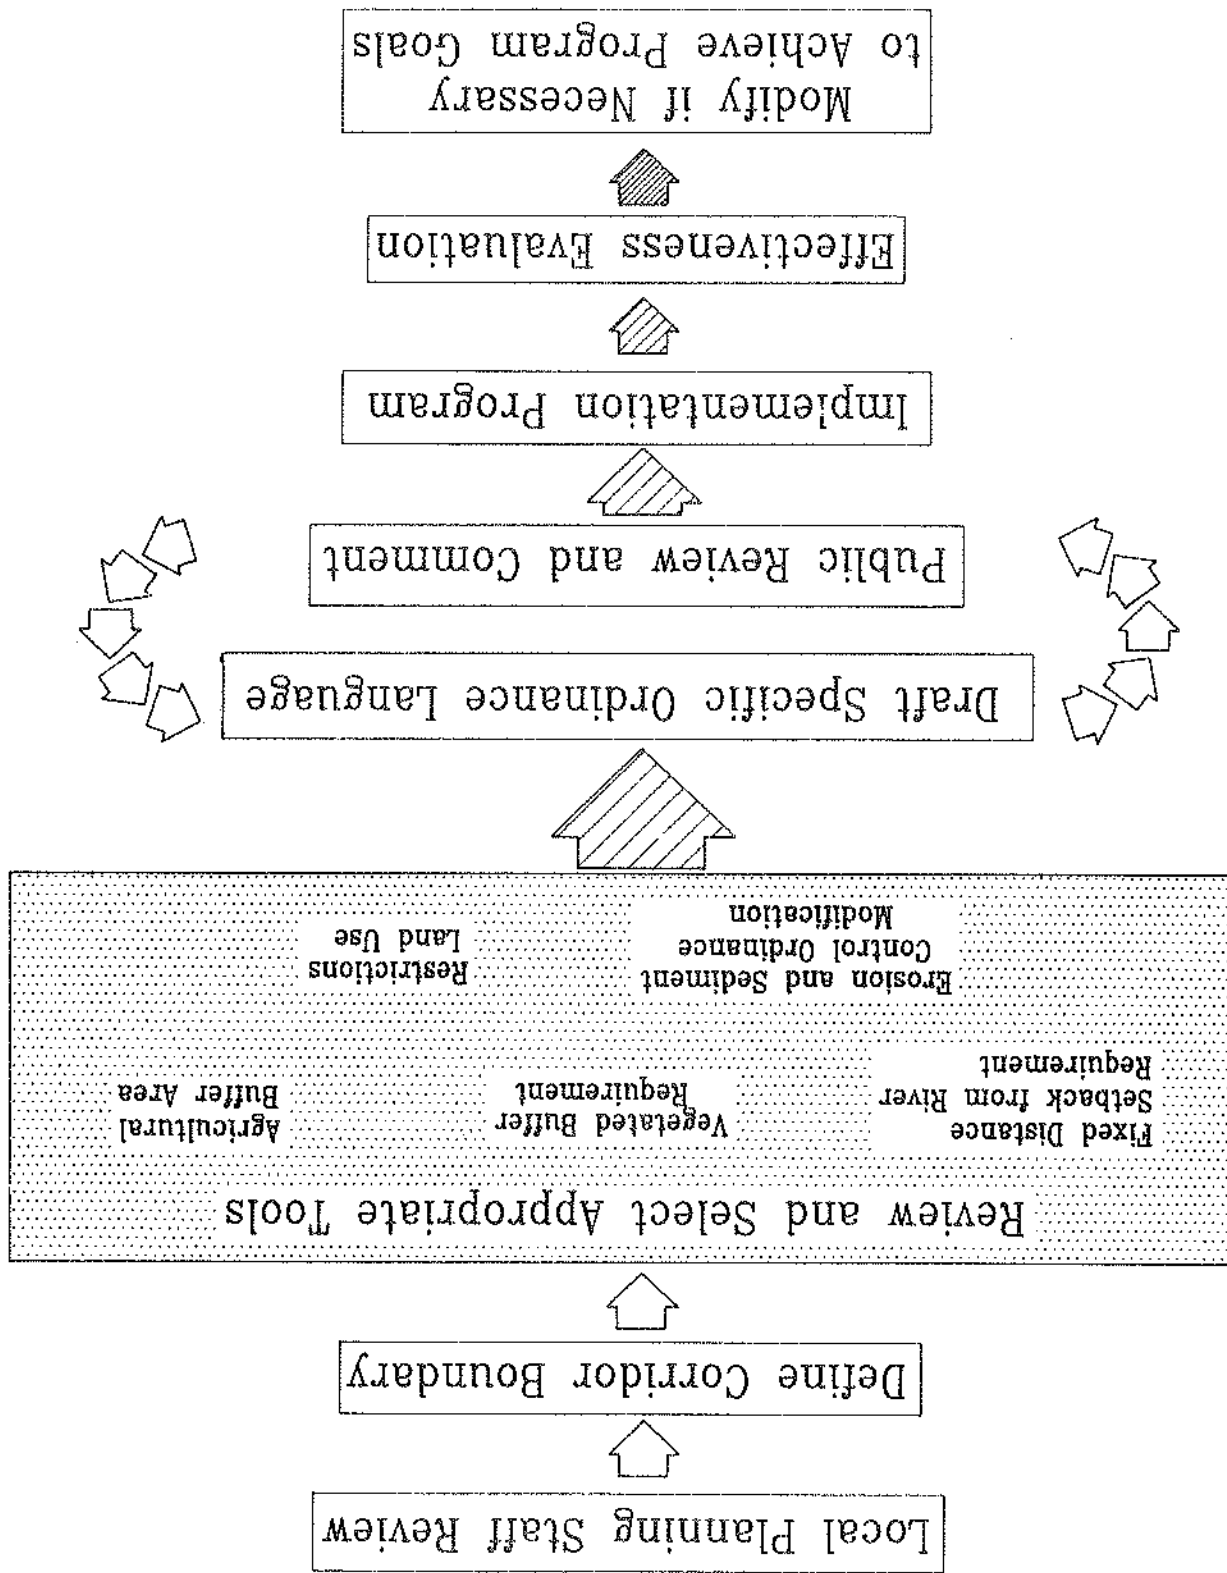 Local Planning Staff Review
Define Corridor Boundary
Review and Select Appropriate Tools
Fixed Distance
Setback from River
Requirement
Vegetated Buffer
Requirement
Agricultural
Buffer Area
Erosion and Sediment
Control Ordinance
Modification
Restrictions
Land Use
Draft Specific Ordinance Language
Public Review and Comment
Implementation Program
Effectiveness Evaluation
Modify if Necessary
to Achieve Program Goals